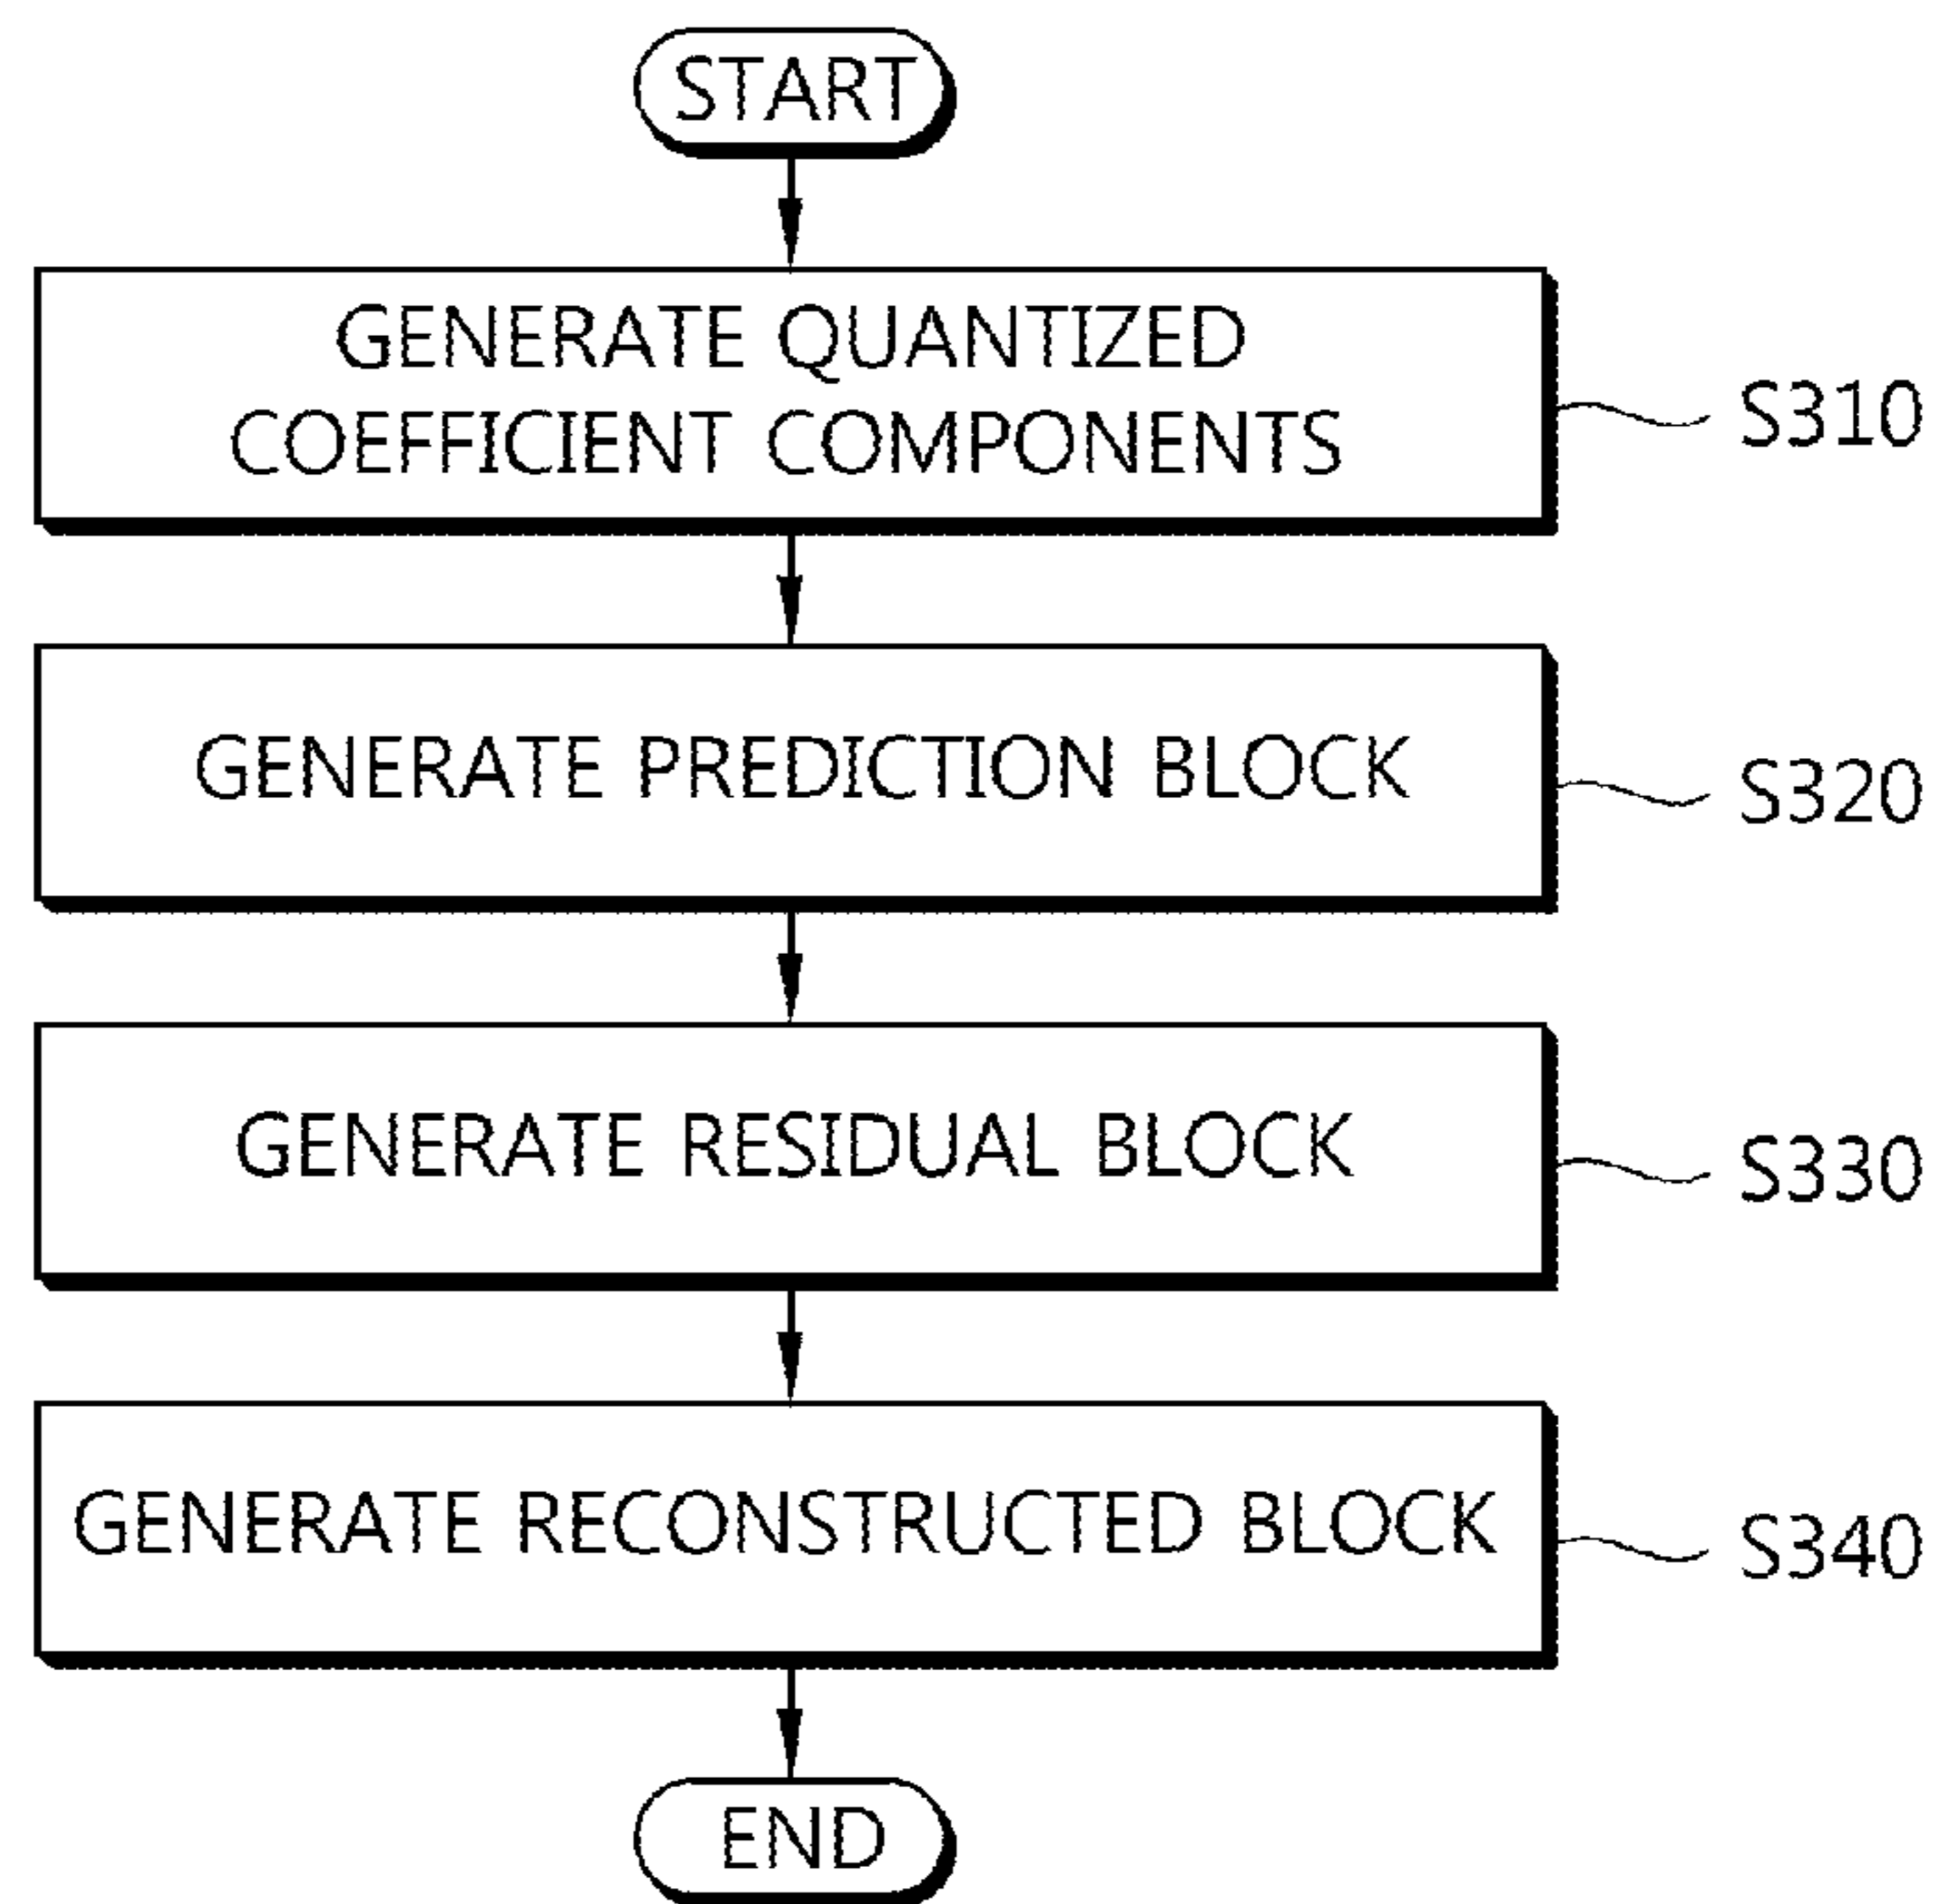 START
GENERATE QUANTIZED
COEFFICIENT COMPONENTS
S310
GENERATE PREDICTION BLOCK
S320
GENERATE RESIDUAL BLOCK
S330
GENERATE RECONSTRUCTED BLOCK
S340
END